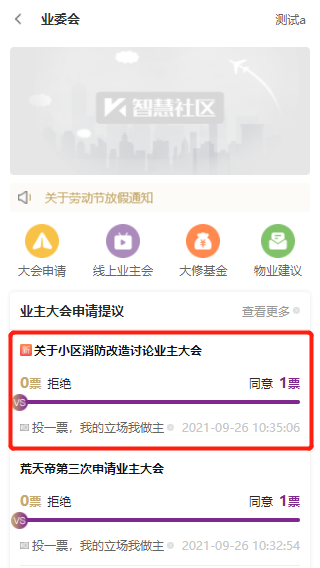 业委会
测试a
智慧社区
关于劳动节放假通知
大会申请
线上业主会
大修基金
物业建议
业主大会申请提议
查看更多
新 关于小区消防改造讨论业主大会
0票 拒绝
同意 1票
VS
投一票，我的立场我做主
2021-09-26 10:35:06
荒天帝第三次申请业主大会
0票 拒绝
同意 1票
VS
投一票，我的立场我做主
2021-09-26 10:32:54